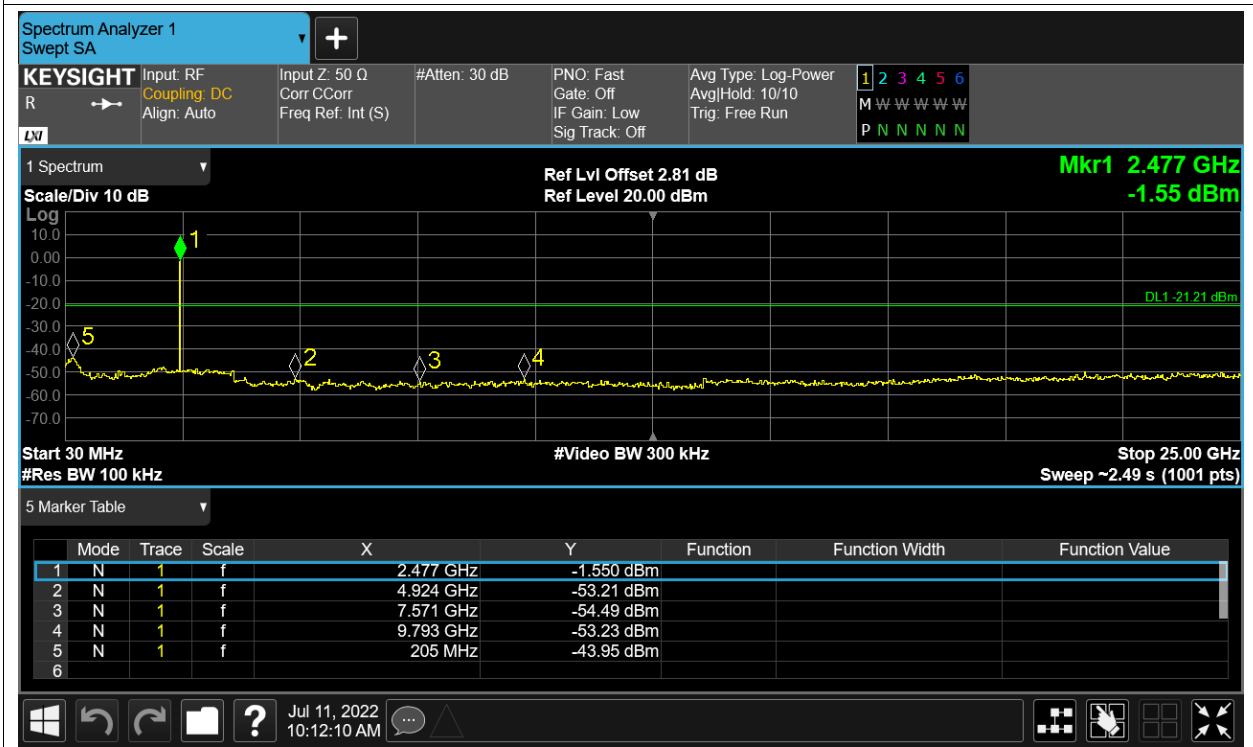 Spectrum Analyzer 1
Swept SA
+
KEYSIGHT
R
LXI
Input: RF
Coupling: DC
Align: Auto
Input Z: 50 Ω
Corr CCorr
Freq Ref: Int (S)
#Atten: 30 dB
PNO: Fast
Gate: Off
IF Gain: Low
Sig Track: Off
Avg Type: Log-Power
Avg|Hold: 10/10
Trig: Free Run
1 2 3 4 5 6
M W W W W W
P N N N N N
1 Spectrum
Scale/Div 10 dB
Ref Lvl Offset 2.81 dB
Ref Level 20.00 dBm
Mkr1 2.477 GHz
-1.55 dBm
Log
10.0
0.00
-10.0
-20.0
-30.0
-40.0
-50.0
-60.0
-70.0
1
DL1 -21.21 dBm
5
2
3
4
Start 30 MHz
#Video BW 300 kHz
Stop 25.00 GHz
#Res BW 100 kHz
Sweep ~2.49 s (1001 pts)
5 Marker Table
Mode Trace Scale X Y Function Function Width Function Value
1 N 1 f 2.477 GHz -1.550 dBm
2 N 1 f 4.924 GHz -53.21 dBm
3 N 1 f 7.571 GHz -54.49 dBm
4 N 1 f 9.793 GHz -53.23 dBm
5 N 1 f 205 MHz -43.95 dBm
6
?
Jul 11, 2022
10:12:10 AM